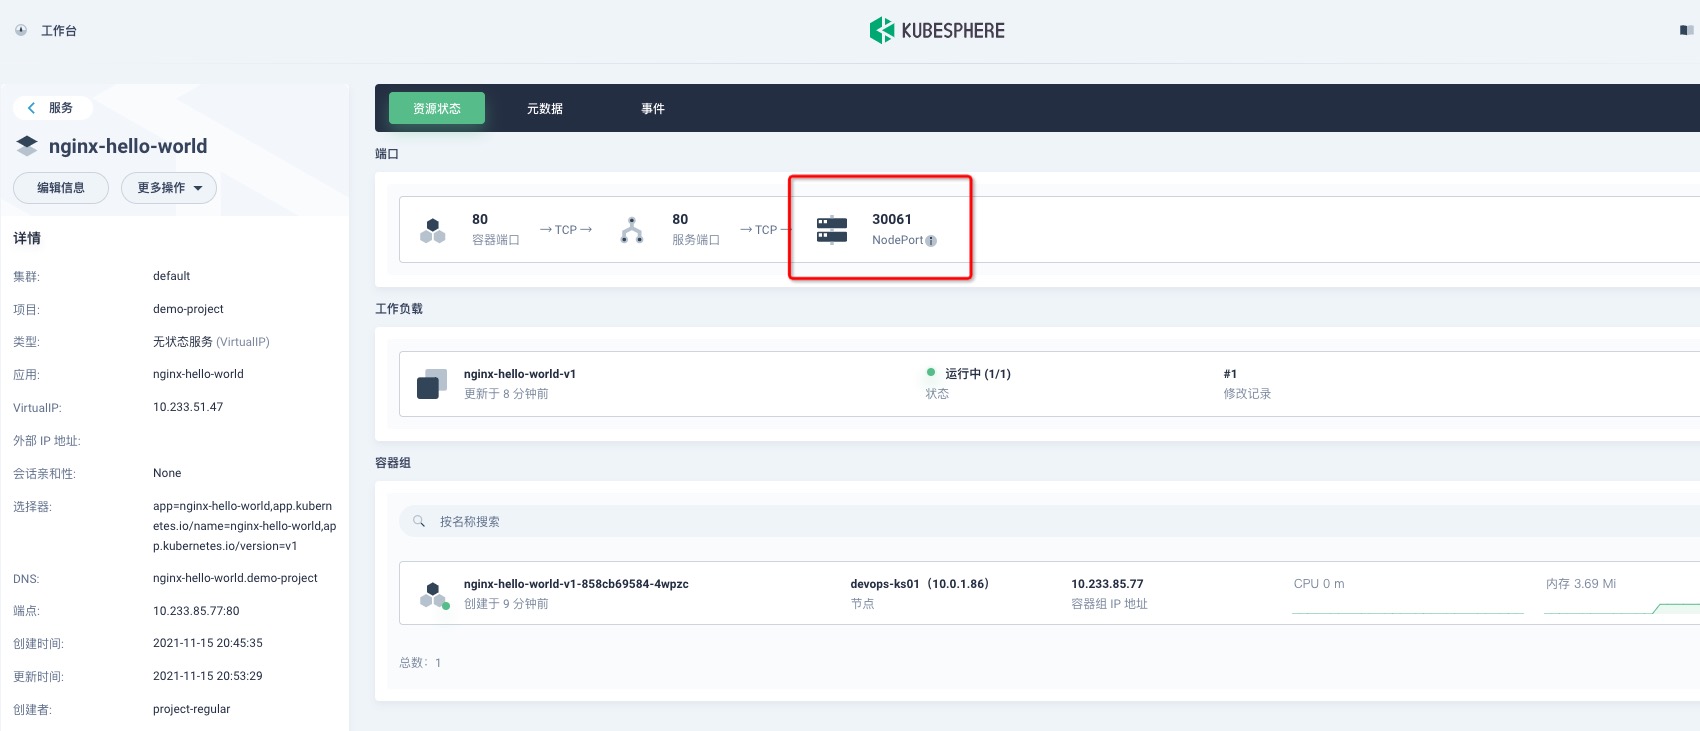 工作台
KUBESPHERE
服务
nginx-hello-world
编辑信息
更多操作
详情
集群:
default
项目:
demo-project
类型:
无状态服务 (VirtualIP)
应用:
nginx-hello-world
VirtualIP:
10.233.51.47
外部 IP 地址:
会话亲和性:
None
选择器:
app=nginx-hello-world,app.kubern
etes.io/name=nginx-hello-world,ap
p.kubernetes.io/version=v1
DNS:
nginx-hello-world.demo-project
端点:
10.233.85.77:80
创建时间:
2021-11-15 20:45:35
更新时间:
2021-11-15 20:53:29
创建者:
project-regular
资源状态
元数据
事件
端口
80
容器端口
→TCP→
80
服务端口
→TCP→
30061
NodePort
工作负载
nginx-hello-world-v1
更新于 8 分钟前
运行中 (1/1)
状态
#1
修改记录
容器组
按名称搜索
nginx-hello-world-v1-858cb69584-4wpzc
创建于 9 分钟前
devops-ks01（10.0.1.86）
节点
10.233.85.77
容器组 IP 地址
CPU 0 m
内存 3.69 Mi
总数：1